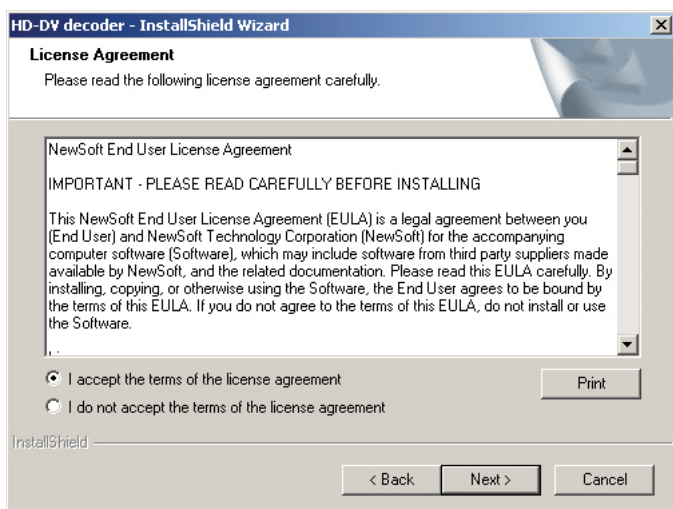 HD-DV decoder - InstallShield Wizard
License Agreement
Please read the following license agreement carefully.
NewSoft End User License Agreement
IMPORTANT - PLEASE READ CAREFULLY BEFORE INSTALLING
This NewSoft End User License Agreement (EULA) is a legal agreement between you
(End User) and NewSoft Technology Corporation (NewSoft) for the accompanying
computer software (Software), which may include software from third party suppliers made
available by NewSoft, and the related documentation. Please read this EULA carefully. By
installing, copying, or otherwise using the Software, the End User agrees to be bound by
the terms of this EULA. If you do not agree to the terms of this EULA, do not install or use
the Software.
I accept the terms of the license agreement
Print
I do not accept the terms of the license agreement
InstallShield
< Back
Next >
Cancel